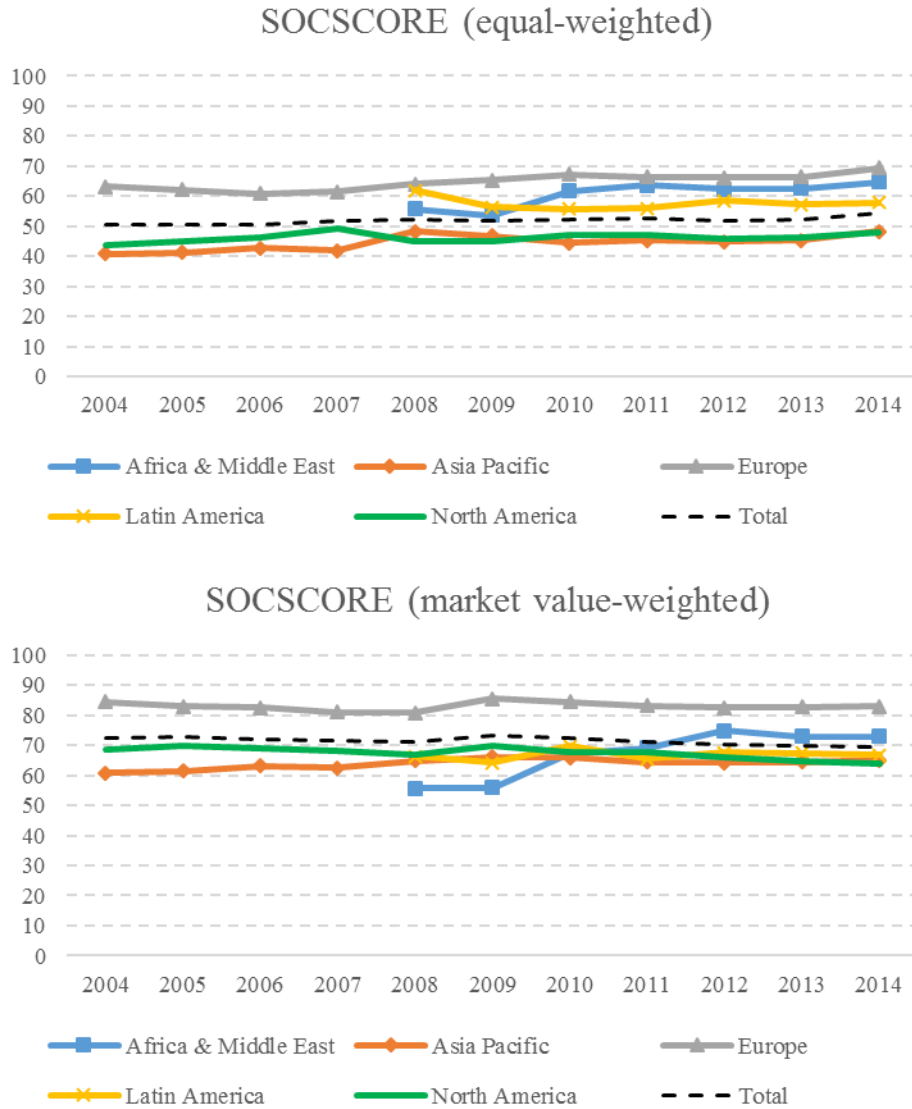 SOCSCORE (equal-weighted)
100
90
80
70
60
50
40
30
20
10
0
2004 2005 2006 2007 2008 2009 2010 2011 2012 2013 2014
Africa & Middle East Asia Pacific Europe
Latin America North America Total
SOCSCORE (market value-weighted)
100
90
80
70
60
50
40
30
20
10
0
2004 2005 2006 2007 2008 2009 2010 2011 2012 2013 2014
Africa & Middle East Asia Pacific Europe
Latin America North America Total